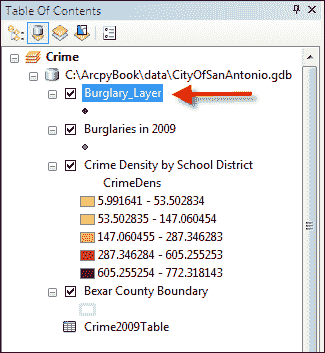 Table Of Contents
Crime
C:\ArcpyBook\data\CityOfSanAntonio.gdb
Burglary_Layer
Burglaries in 2009
Crime Density by School District
CrimeDens
5.991641 - 53.502834
53.502835 - 147.060454
147.060455 - 287.346283
287.346284 - 605.255253
605.255254 - 772.318143
Bexar County Boundary
Crime2009Table